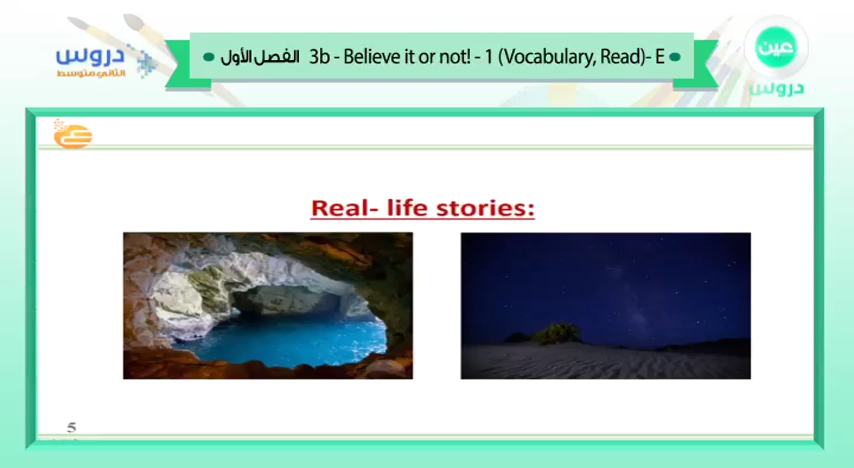 دروس
الثاني متوسط
الفصل الأول 3b - Believe it or not! - 1 (Vocabulary, Read)- E
عين
دروس
Real- life stories:
5